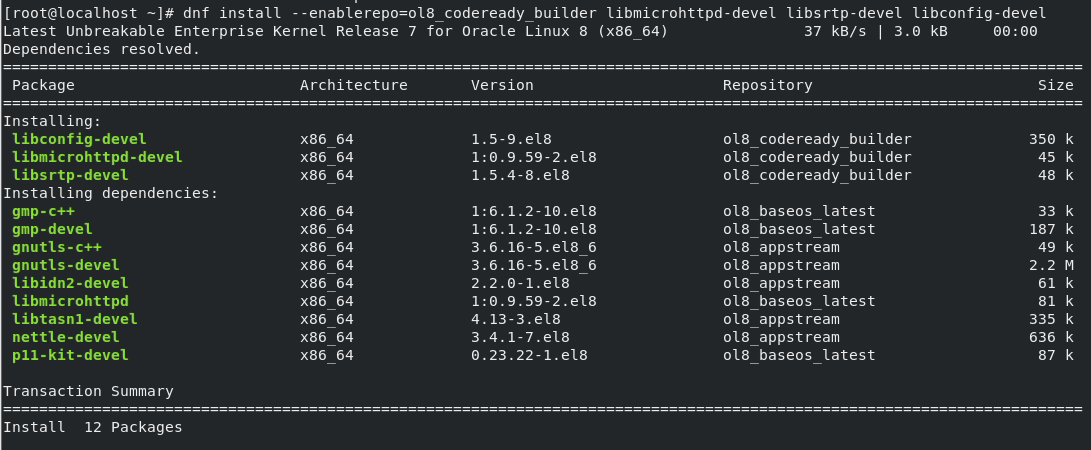 [root@localhost ~]# dnf install --enablerepo=ol8_codeready_builder libmicrohttpd-devel libsrtp-devel libconfig-devel
Latest Unbreakable Enterprise Kernel Release 7 for Oracle Linux 8 (x86_64)               37 kB/s | 3.0 kB     00:00
Dependencies resolved.
========================================================================================================================
 Package                         Architecture       Version                     Repository                         Size
========================================================================================================================
Installing:
 libconfig-devel                 x86_64             1.5-9.el8                   ol8_codeready_builder             350 k
 libmicrohttpd-devel             x86_64             1:0.9.59-2.el8              ol8_codeready_builder              45 k
 libsrtp-devel                   x86_64             1.5.4-8.el8                 ol8_codeready_builder              48 k
Installing dependencies:
 gmp-c++                         x86_64             1:6.1.2-10.el8              ol8_baseos_latest                  33 k
 gmp-devel                       x86_64             1:6.1.2-10.el8              ol8_baseos_latest                 187 k
 gnutls-c++                      x86_64             3.6.16-5.el8_6              ol8_appstream                      49 k
 gnutls-devel                    x86_64             3.6.16-5.el8_6              ol8_appstream                     2.2 M
 libidn2-devel                   x86_64             2.2.0-1.el8                 ol8_appstream                      61 k
 libmicrohttpd                   x86_64             1:0.9.59-2.el8              ol8_baseos_latest                  81 k
 libtasn1-devel                  x86_64             4.13-3.el8                  ol8_appstream                     335 k
 nettle-devel                    x86_64             3.4.1-7.el8                 ol8_appstream                     636 k
 p11-kit-devel                   x86_64             0.23.22-1.el8               ol8_baseos_latest                  87 k
Transaction Summary
========================================================================================================================
Install  12 Packages